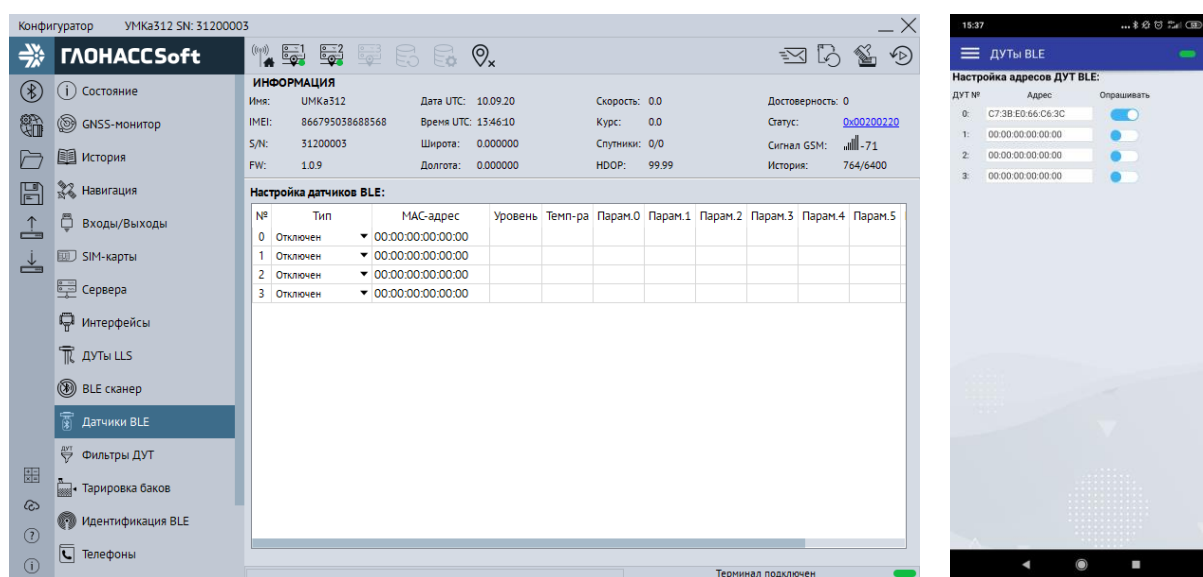 Конфигуратор УМКа312 SN: 31200003
ГЛОНАССSoft
Состояние
GNSS-монитор
История
Навигация
Входы/Выходы
SIM-карты
Сервера
Интерфейсы
ДУТы LLS
BLE сканер
Датчики BLE
Фильтры ДУТ
Тарировка баков
Идентификация BLE
Телефоны
ИНФОРМАЦИЯ
Имя: UMKa312 Дата UTC: 10.09.20 Скорость: 0.0 Достоверность: 0
IMEI: 866795038688568 Время UTC: 13:46:10 Курс: 0.0 Статус: 0x00200220
S/N: 31200003 Широта: 0.000000 Спутники: 0/0 Сигнал GSM: -71
FW: 1.0.9 Долгота: 0.000000 HDOP: 99.99 История: 764/6400
Настройка датчиков BLE:
№ Тип MAC-адрес Уровень Темп-ра Парам.0 Парам.1 Парам.2 Парам.3 Парам.4 Парам.5
0 Отключен 00:00:00:00:00:00
1 Отключен 00:00:00:00:00:00
2 Отключен 00:00:00:00:00:00
3 Отключен 00:00:00:00:00:00
Терминал подключен
15:37
ДУТы BLE
Настройка адресов ДУТ BLE:
ДУТ № Адрес Опрашивать
0: C7:3B:E0:66:C6:3C
1: 00:00:00:00:00:00
2: 00:00:00:00:00:00
3: 00:00:00:00:00:00